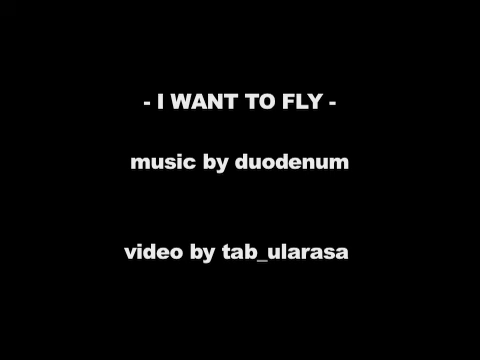 - I WANT TO FLY -
music by duodenum
video by tab_ularasa